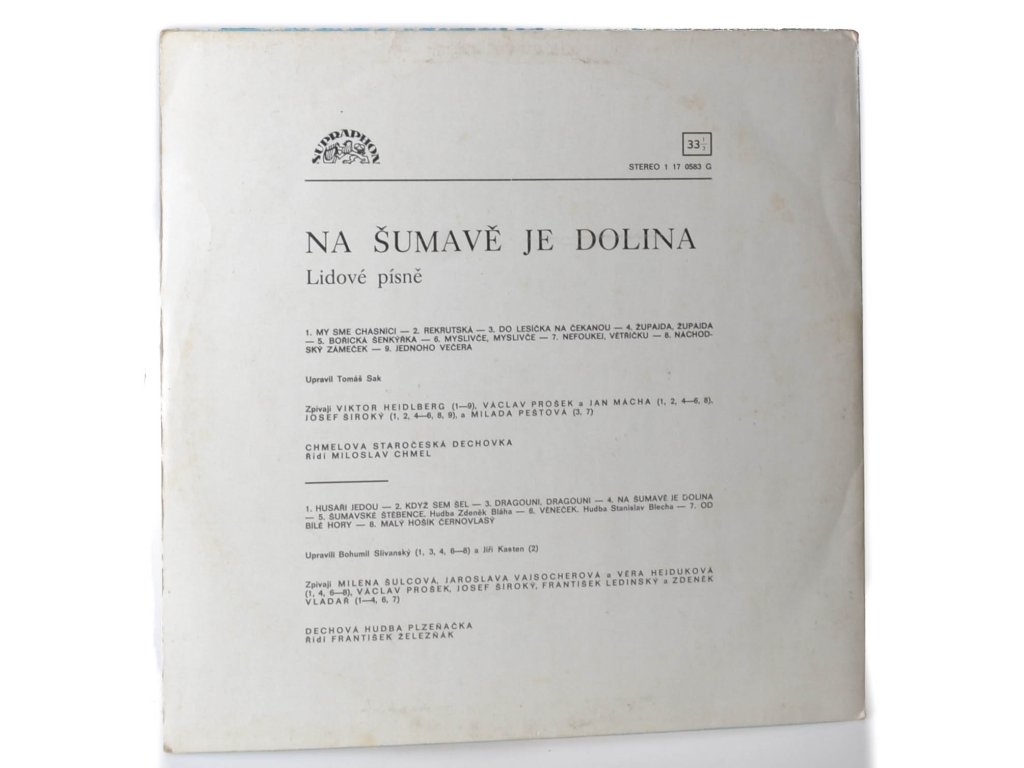 SUPRAPHON
33 1/2
STEREO 1 17 0583 G
NA ŠUMAVĚ JE DOLINA
Lidové písně
1. MY SME CHASNÍCI — 2. REKRUTSKÁ — 3. DO LESÍČKA NA ČEKANOU — 4. ŽUPAJDA, ŽUPAJDA
— 5. BOŘICKÁ ŠENKÝŘKA — 6. MYSLIVČE, MYSLIVČE — 7. NEFOUKEJ, VĚTŘÍČKU — 8. NÁCHOD-
SKÝ ZÁMEČEK — 9. JEDNOHO VEČERA
Upravil Tomáš Sak
Zpívají VIKTOR HEIDLBERG (1—9), VÁCLAV PROŠEK a JAN MÁCHA (1, 2, 4—6, 8),
JOSEF ŠIROKÝ (1, 2, 4—6, 8, 9), a MILADA PEŠTOVÁ (3, 7)
CHMELOVA STAROČESKÁ DECHOVKA
Řídí MILOSLAV CHMEL
1. HUSAŘI JEDOU — 2. KDYŽ SEM ŠEL — 3. DRAGOUNI, DRAGOUNI — 4. NA ŠUMAVĚ JE DOLINA
— 5. ŠUMAVSKÉ ŠTĚBENCE, Hudba Zdeněk Bláha — 6. VĚNEČEK, Hudba Stanislav Blecha — 7. OD
BÍLÉ HORY — 8. MALÝ HOŠÍK ČERNOVLASÝ
Upravili Bohumil Slivanský (1, 3, 4, 6—8) a Jiří Kasten (2)
Zpívají MILENA ŠULCOVÁ, JAROSLAVA VAJSOCHEROVÁ a VĚRA HEJDUKOVÁ
(1, 4, 6—8), VÁCLAV PROŠEK, JOSEF ŠIROKÝ, FRANTIŠEK LEDINSKÝ a ZDENĚK
VLADAŘ (1—4, 6, 7)
DECHOVÁ HUDBA PLZEŇAČKA
Řídí FRANTIŠEK ŽELEZŇÁK